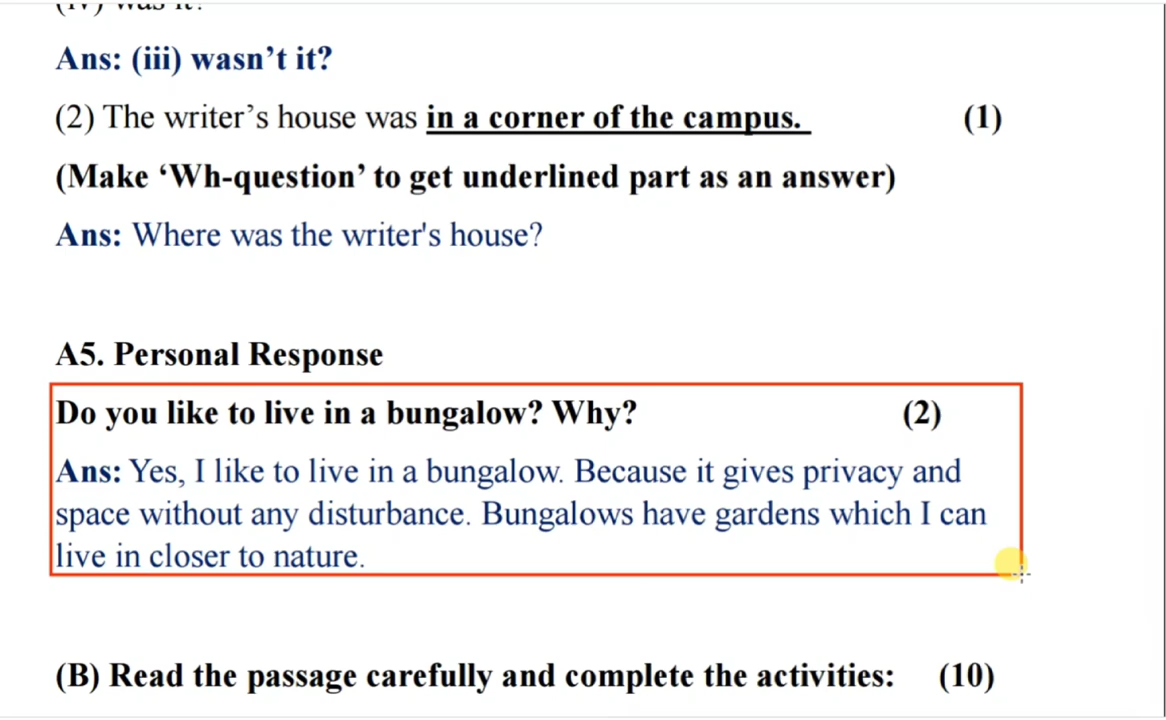 (iv) was it?
Ans: (iii) wasn’t it?
(2) The writer’s house was in a corner of the campus. (1)
(Make ‘Wh-question’ to get underlined part as an answer)
Ans: Where was the writer's house?
A5. Personal Response
Do you like to live in a bungalow? Why? (2)
Ans: Yes, I like to live in a bungalow. Because it gives privacy and
space without any disturbance. Bungalows have gardens which I can
live in closer to nature.
(B) Read the passage carefully and complete the activities: (10)